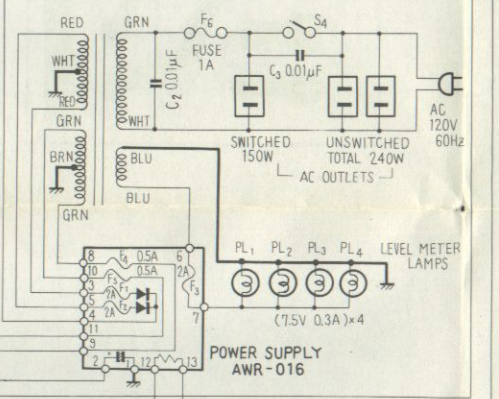 RED
GRN
F6
FUSE
1A
S4
WHT
C2 0.01μF
C3 0.01μF
RED
WHT
GRN
AC
120V
60Hz
SWITCHED
150W
UNSWITCHED
TOTAL 240W
AC OUTLETS
BRN
BLU
BLU
GRN
PL1
PL2
PL3
PL4
LEVEL METER
LAMPS
8
F4
0.5A
6
10
F5
0.5A
2A
F3
3
2A
F1
5
2A
F2
4
7
11
9
2
1
12
13
(7.5V 0.3A)×4
POWER SUPPLY
AWR-016